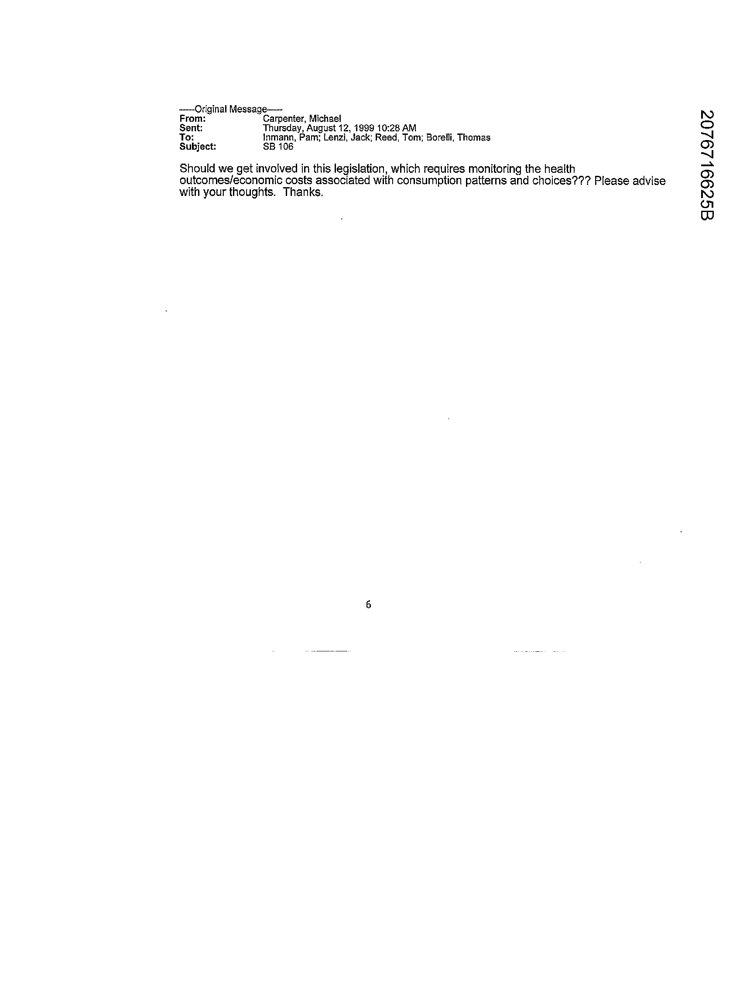 -----Original Message-----
From: Carpenter, Michael
Sent: Thursday, August 12, 1999 10:28 AM
To: Inmann, Pam; Lenzi, Jack; Reed, Tom; Borelli, Thomas
Subject: SB 106
Should we get involved in this legislation, which requires monitoring the health
outcomes/economic costs associated with consumption patterns and choices??? Please advise
with your thoughts. Thanks.
2076716625B
6